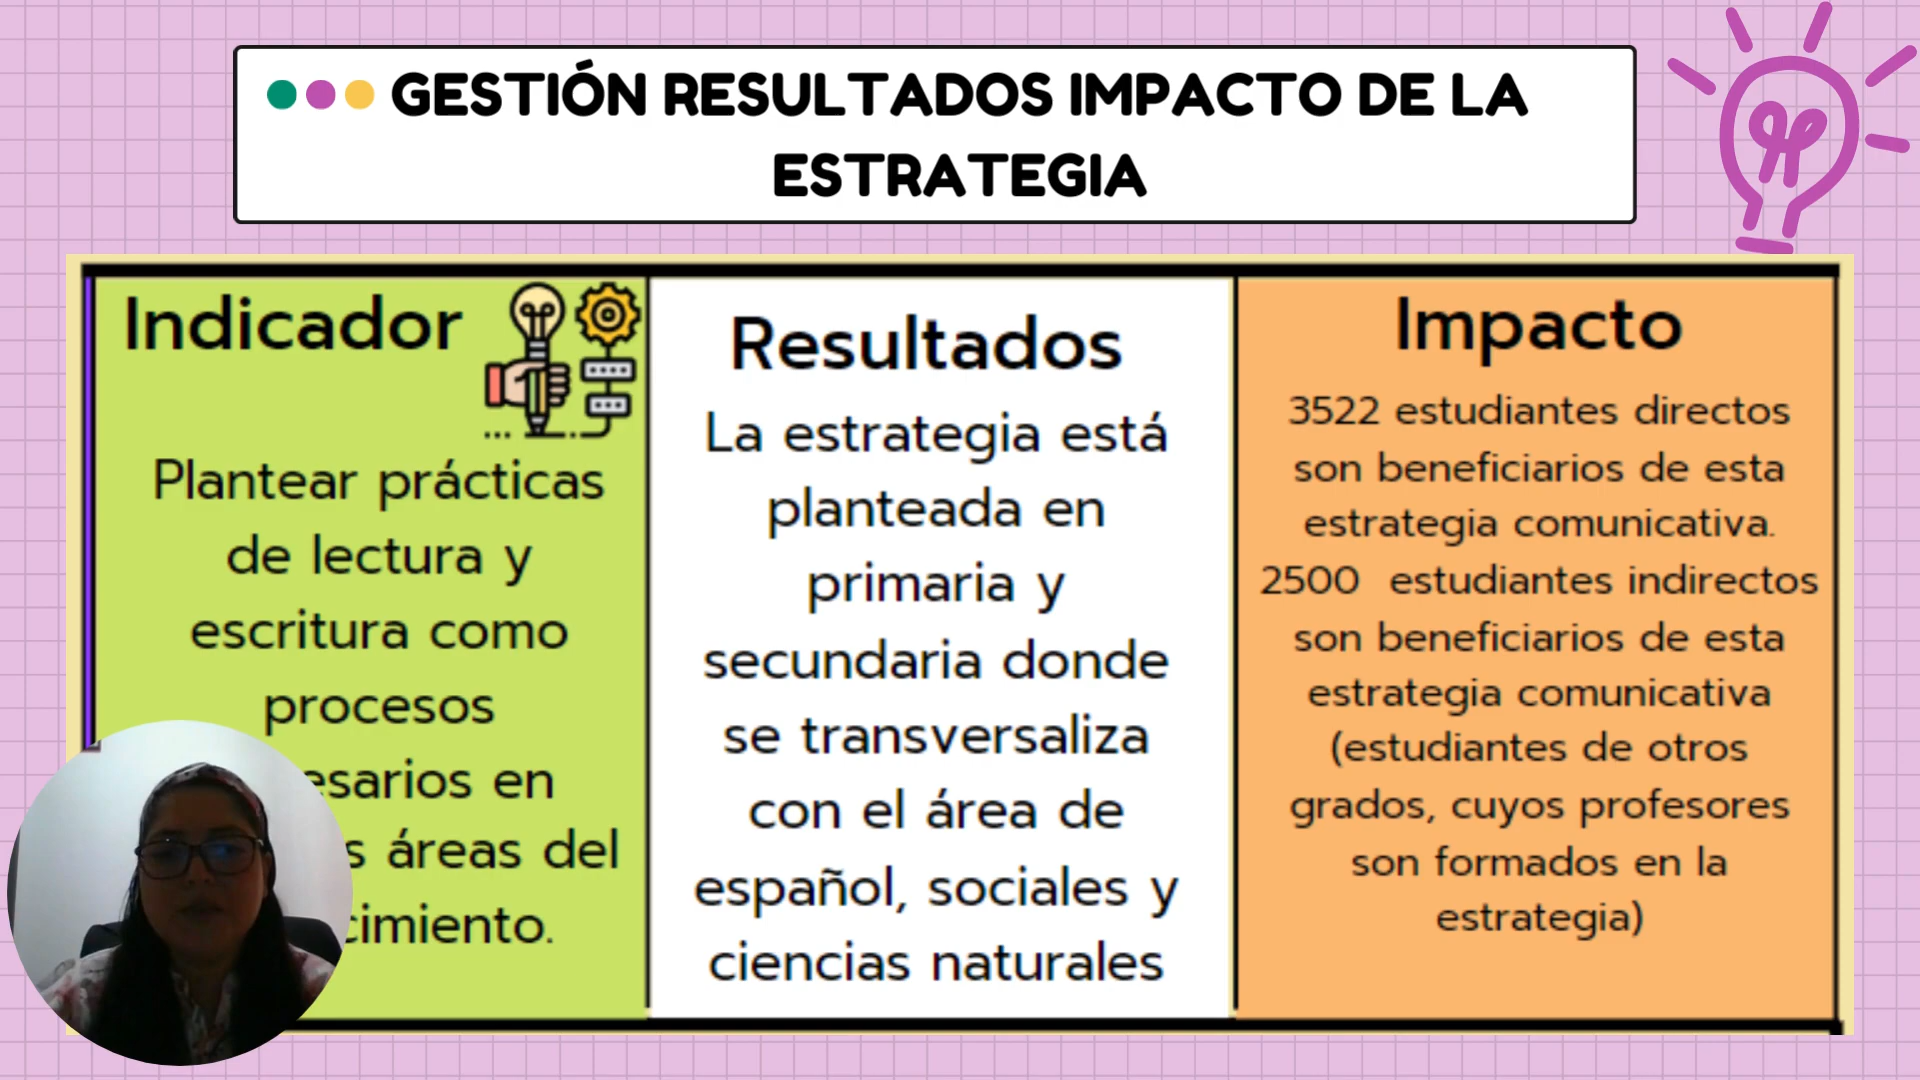 GESTIÓN RESULTADOS IMPACTO DE LA
ESTRATEGIA
Indicador
Plantear prácticas
de lectura y
escritura como
procesos
en
áreas del
Resultados
La estrategia está
planteada en
primaria y
secundaria donde
se transversaliza
con el área de
español, sociales y
ciencias naturales
Impacto
3522 estudiantes directos
son beneficiarios de esta
estrategia comunicativa.
2500 estudiantes indirectos
son beneficiarios de esta
estrategia comunicativa
(estudiantes de otros
grados, cuyos profesores
son formados en la
estrategia)